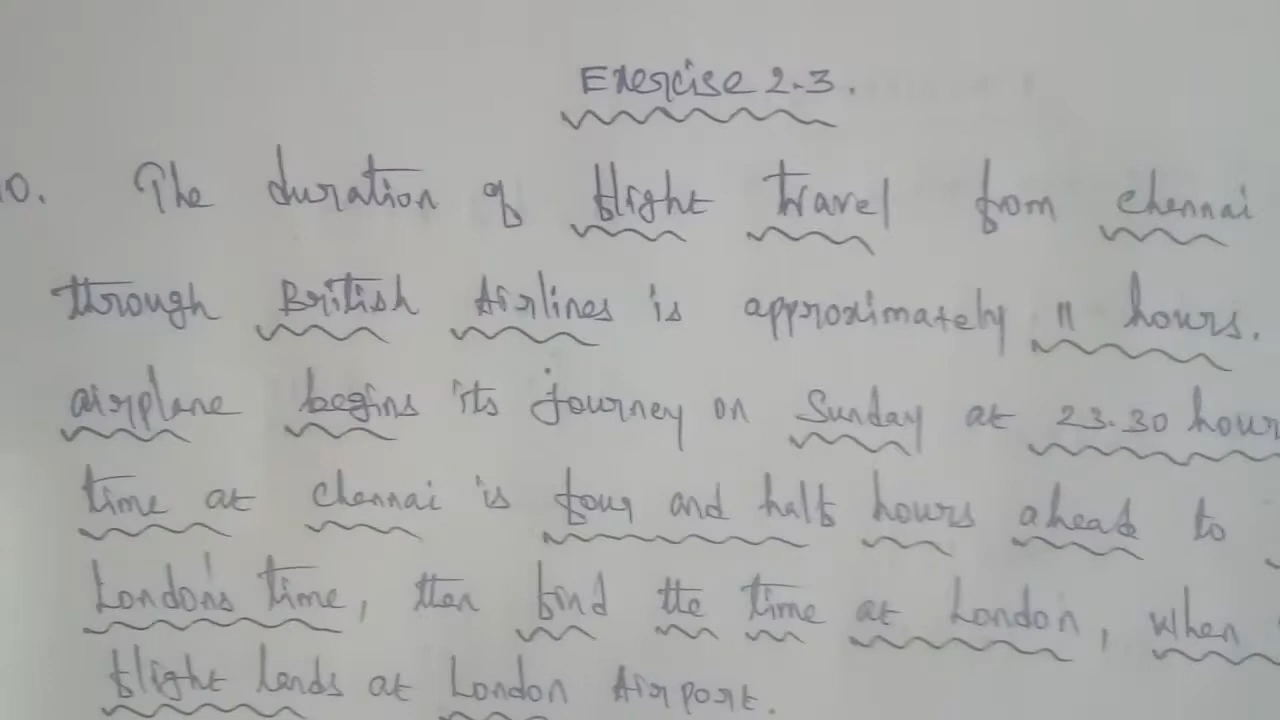 Exercise 2.3.
10. The duration of flight travel from chennai
through British Airlines is approximately 11 hours.
airplane begins its journey on Sunday at 23.30 hour
time at chennai is four and half hours ahead to
London's time, then find the time at London, when
flight lands at London Airport.